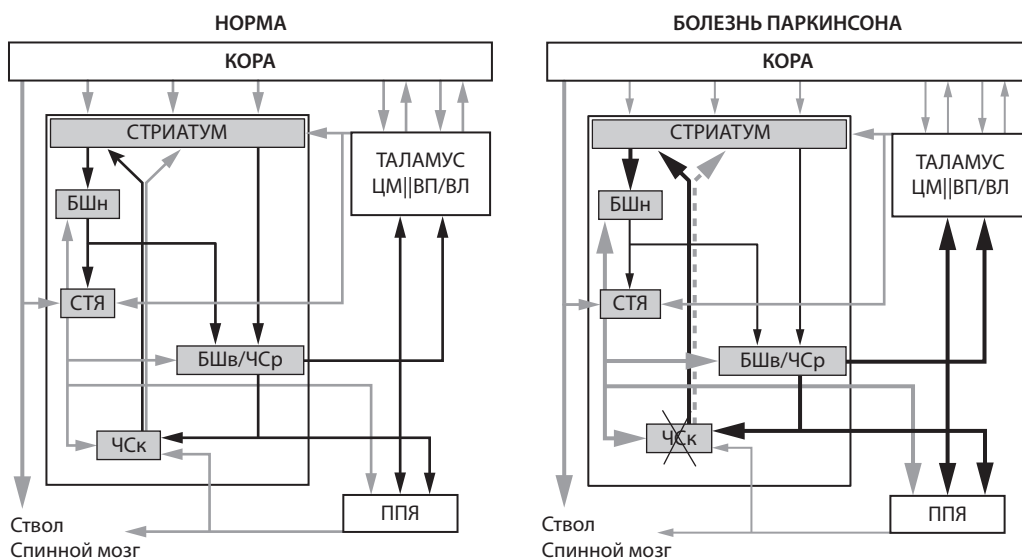 НОРМА
КОРА
СТРИАТУМ
ТАЛАМУС
ЦМ||ВП/ВЛ
БШн
СТЯ
БШв/ЧСр
ЧСк
ППЯ
Ствол
Спинной мозг
БОЛЕЗНЬ ПАРКИНСОНА
КОРА
СТРИАТУМ
ТАЛАМУС
ЦМ||ВП/ВЛ
БШн
СТЯ
БШв/ЧСр
ЧСк
ППЯ
Ствол
Спинной мозг